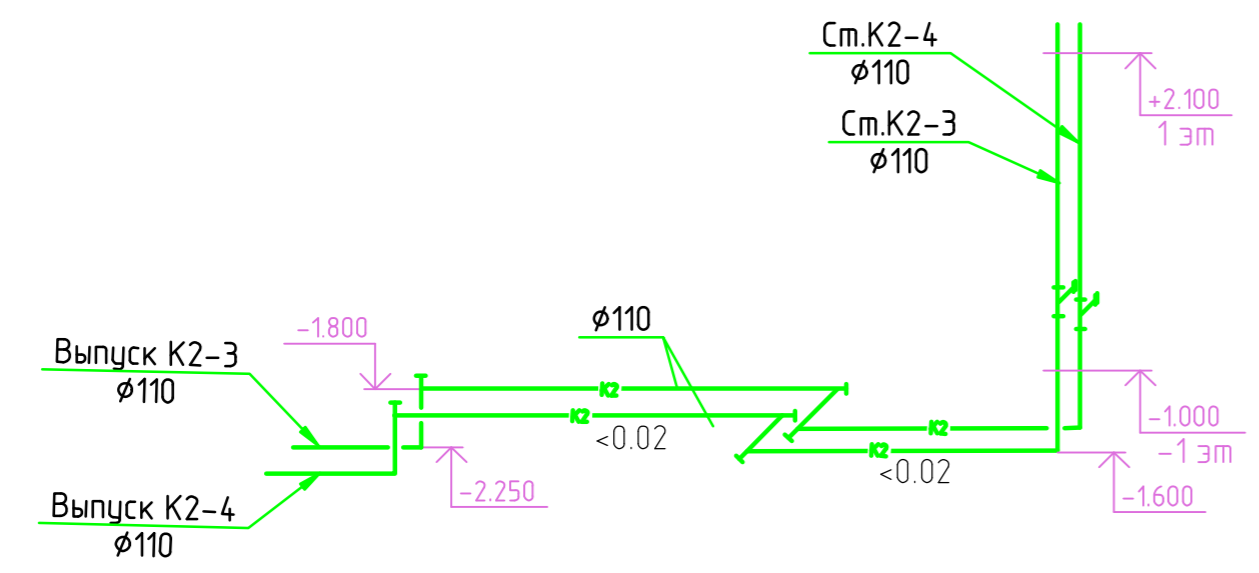 Ст.К2-4
ϕ110
+2.100
1 эт
Ст.К2-3
ϕ110
-1.800
ϕ110
Выпуск К2-3
ϕ110
К2
К2
<0.02
К2
К2
<0.02
-1.000
-1 эт
-2.250
-1.600
Выпуск К2-4
ϕ110